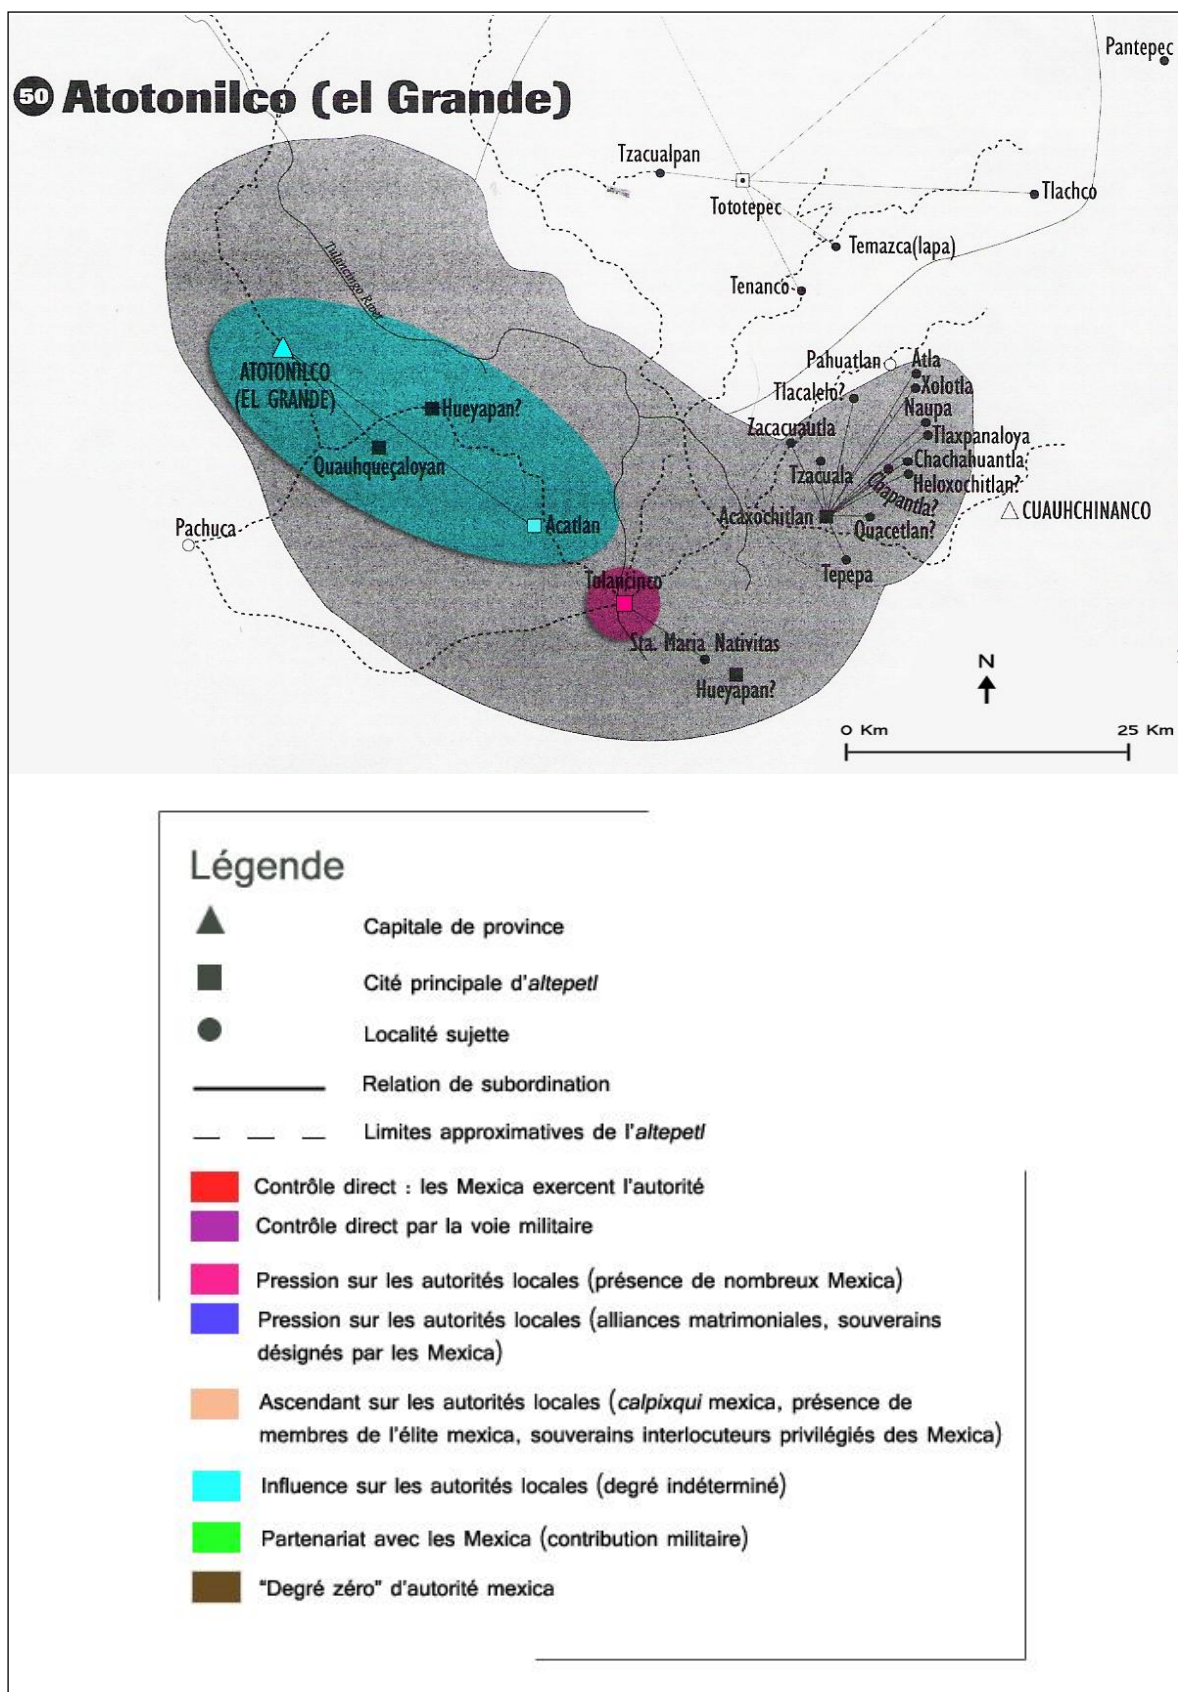 50 Atotonilco (el Grande)
Pantepec
Tzacualpan
Tototepec
Tlachco
Temazca(lapa)
Tenanco
Tulancingo River
Pahuatlan
Atla
Xolotla
Tlacaleho?
Naupa
Zacacuautla
Tlaxpanaloya
Tzacuala
Chachahuantla
Heloxochitlan?
Chapantla?
Acaxochitlan
Quacetlan?
CUAUHCHINANCO
Tepepa
ATOTONILCO
(EL GRANDE)
Hueyapan?
Quauhqueçaloyan
Acatlan
Pachuca
Tulancinco
Sta. Maria Nativitas
Hueyapan?
N
0 Km 25 Km
Légende
Capitale de province
Cité principale d'altepetl
Localité sujette
Relation de subordination
Limites approximatives de l'altepetl
Contrôle direct : les Mexica exercent l'autorité
Contrôle direct par la voie militaire
Pression sur les autorités locales (présence de nombreux Mexica)
Pression sur les autorités locales (alliances matrimoniales, souverains
désignés par les Mexica)
Ascendant sur les autorités locales (calpixqui mexica, présence de
membres de l'élite mexica, souverains interlocuteurs privilégiés des Mexica)
Influence sur les autorités locales (degré indéterminé)
Partenariat avec les Mexica (contribution militaire)
"Degré zéro" d'autorité mexica